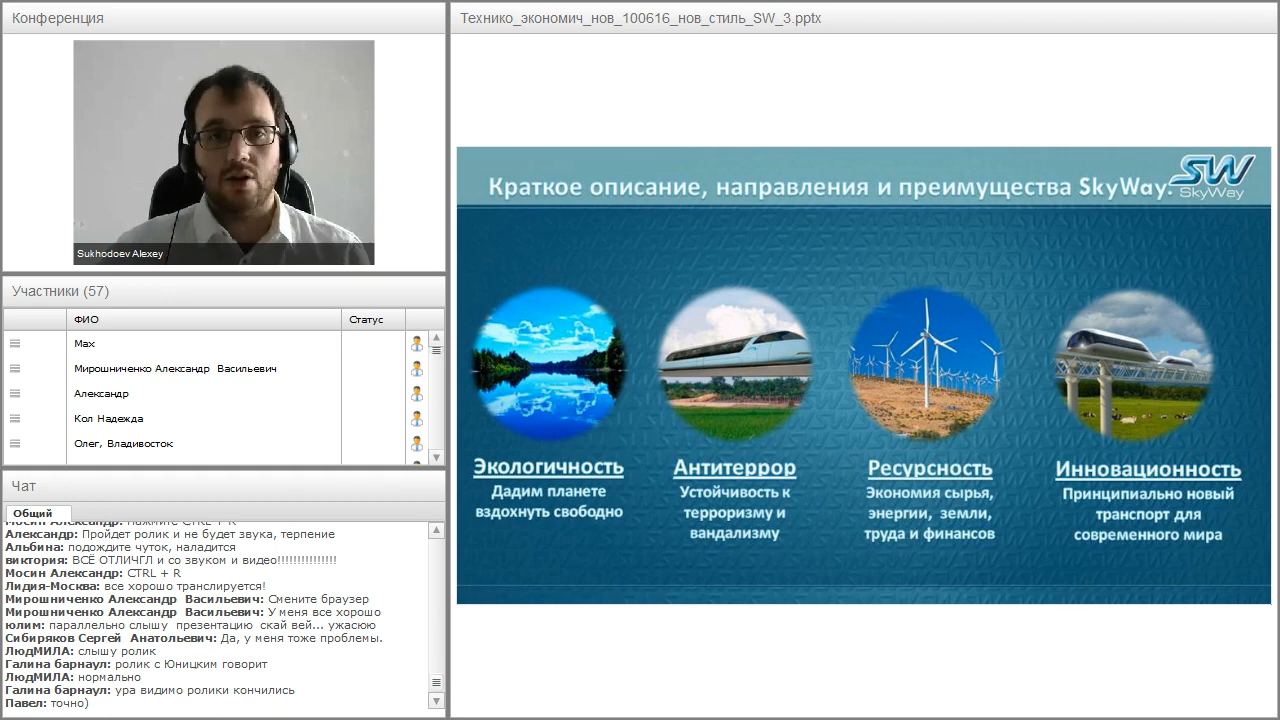 Конференция
Sukhodoev Alexey
Участники (57)
ФИО
Статус
Max
Мирошниченко Александр Васильевич
Александр
Кол Надежда
Олег, Владивосток
Чат
Общий
Мосин Александр: Нажмите CTRL + R
Александр: Пройдет ролик и не будет звука, терпение
Альбина: подождите чуток, наладится
виктория: ВСЁ ОТЛИЧГЛ и со звуком и видео!!!!!!!!!!!!!!!
Мосин Александр: CTRL + R
Лидия-Москва: все хорошо транслируется!
Мирошниченко Александр Васильевич: Смените браузер
Мирошниченко Александр Васильевич: У меня все хорошо
юлим: параллельно слышу презентацию скай вей... ужасюю
Сибиряков Сергей Анатольевич: Да, у меня тоже проблемы.
ЛюдМИЛА: слышу ролик
Галина барнаул: ролик с Юницким говорит
ЛюдМИЛА: нормально
Галина барнаул: ура видимо ролики кончились
Павел: точно)
Технико_экономич_нов_100616_нов_стиль_SW_3.pptx
Краткое описание, направления и преимущества SkyWay.
SW
SkyWay
Экологичность
Дадим планете
вздохнуть свободно
Антитеррор
Устойчивость к
терроризму и
вандализму
Ресурсность
Экономия сырья,
энергии, земли,
труда и финансов
Инновационность
Принципиально новый
транспорт для
современного мира